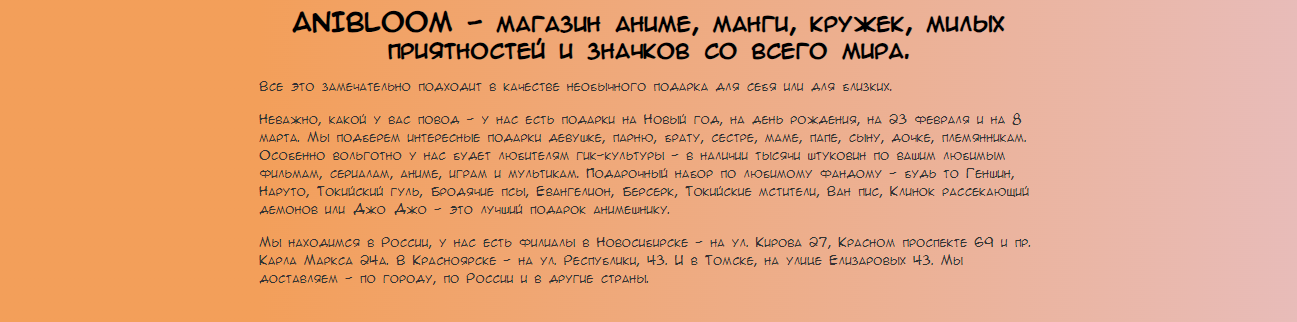 ANIBLOOM - магазин аниме, манги, кружек, милых
приятностей и значков со всего мира.
Все это замечательно подходит в качестве необычного подарка для себя или для близких.
Неважно, какой у вас повод - у нас есть подарки на Новый год, на день рождения, на 23 февраля и на 8
марта. Мы подберем интересные подарки девушке, парню, брату, сестре, маме, папе, сыну, дочке, племянникам.
Особенно вольготно у нас будет любителям гик-культуры - в наличии тысячи штуковин по вашим любимым
фильмам, сериалам, аниме, играм и мультикам. Подарочный набор по любимому фандому - будь то Геншин,
Наруто, Токийский гуль, Бродячие псы, Евангелион, Берсерк, Токийские мстители, Ван пис, Клинок рассекающий
демонов или Джо Джо - это лучший подарок анимешнику.
Мы находимся в России, у нас есть филиалы в Новосибирске - на ул. Кирова 27, Красном проспекте 69 и пр.
Карла Маркса 24а. В Красноярске - на ул. Республики, 43. И в Томске, на улице Елизаровых 43. Мы
доставляем - по городу, по России и в другие страны.